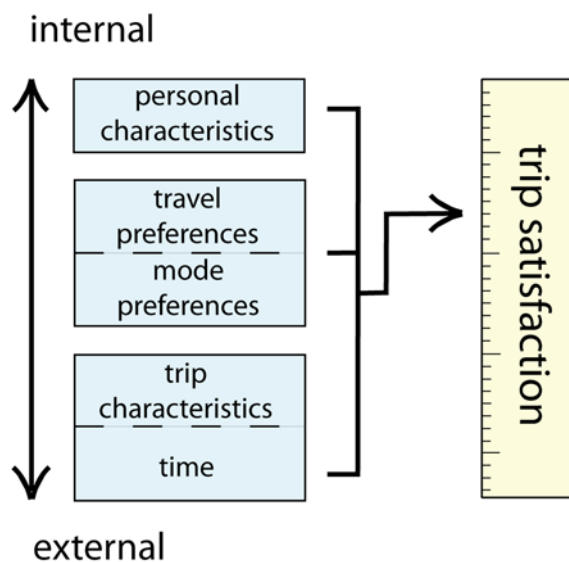 internal
personal
characteristics
travel
preferences
mode
preferences
trip
characteristics
time
external
trip satisfaction